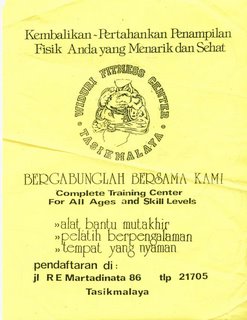 Kembalikan-Pertahankan Penampilan
Fisik Anda yang Menarik dan Sehat
WIDURI FITNESS CENTER
• TASIKMALAYA •
BERGABUNGLAH BERSAMA KAMI
Complete Training Center
For All Ages and Skill Levels
»alat bantu mutakhir
»pelatih berpengalaman
»tempat yang nyaman
pendaftaran di :
jl R E Martadinata 86 tlp 21705
Tasikmalaya